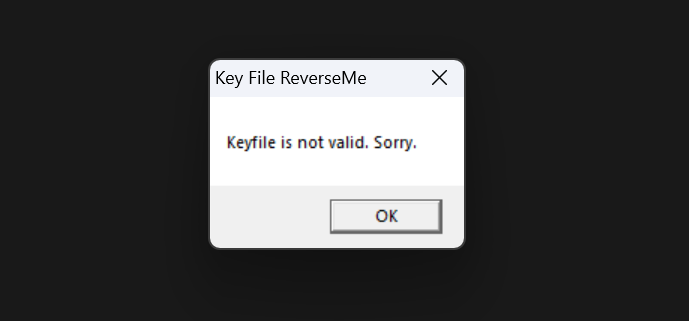 Key File ReverseMe
Keyfile is not valid. Sorry.
OK